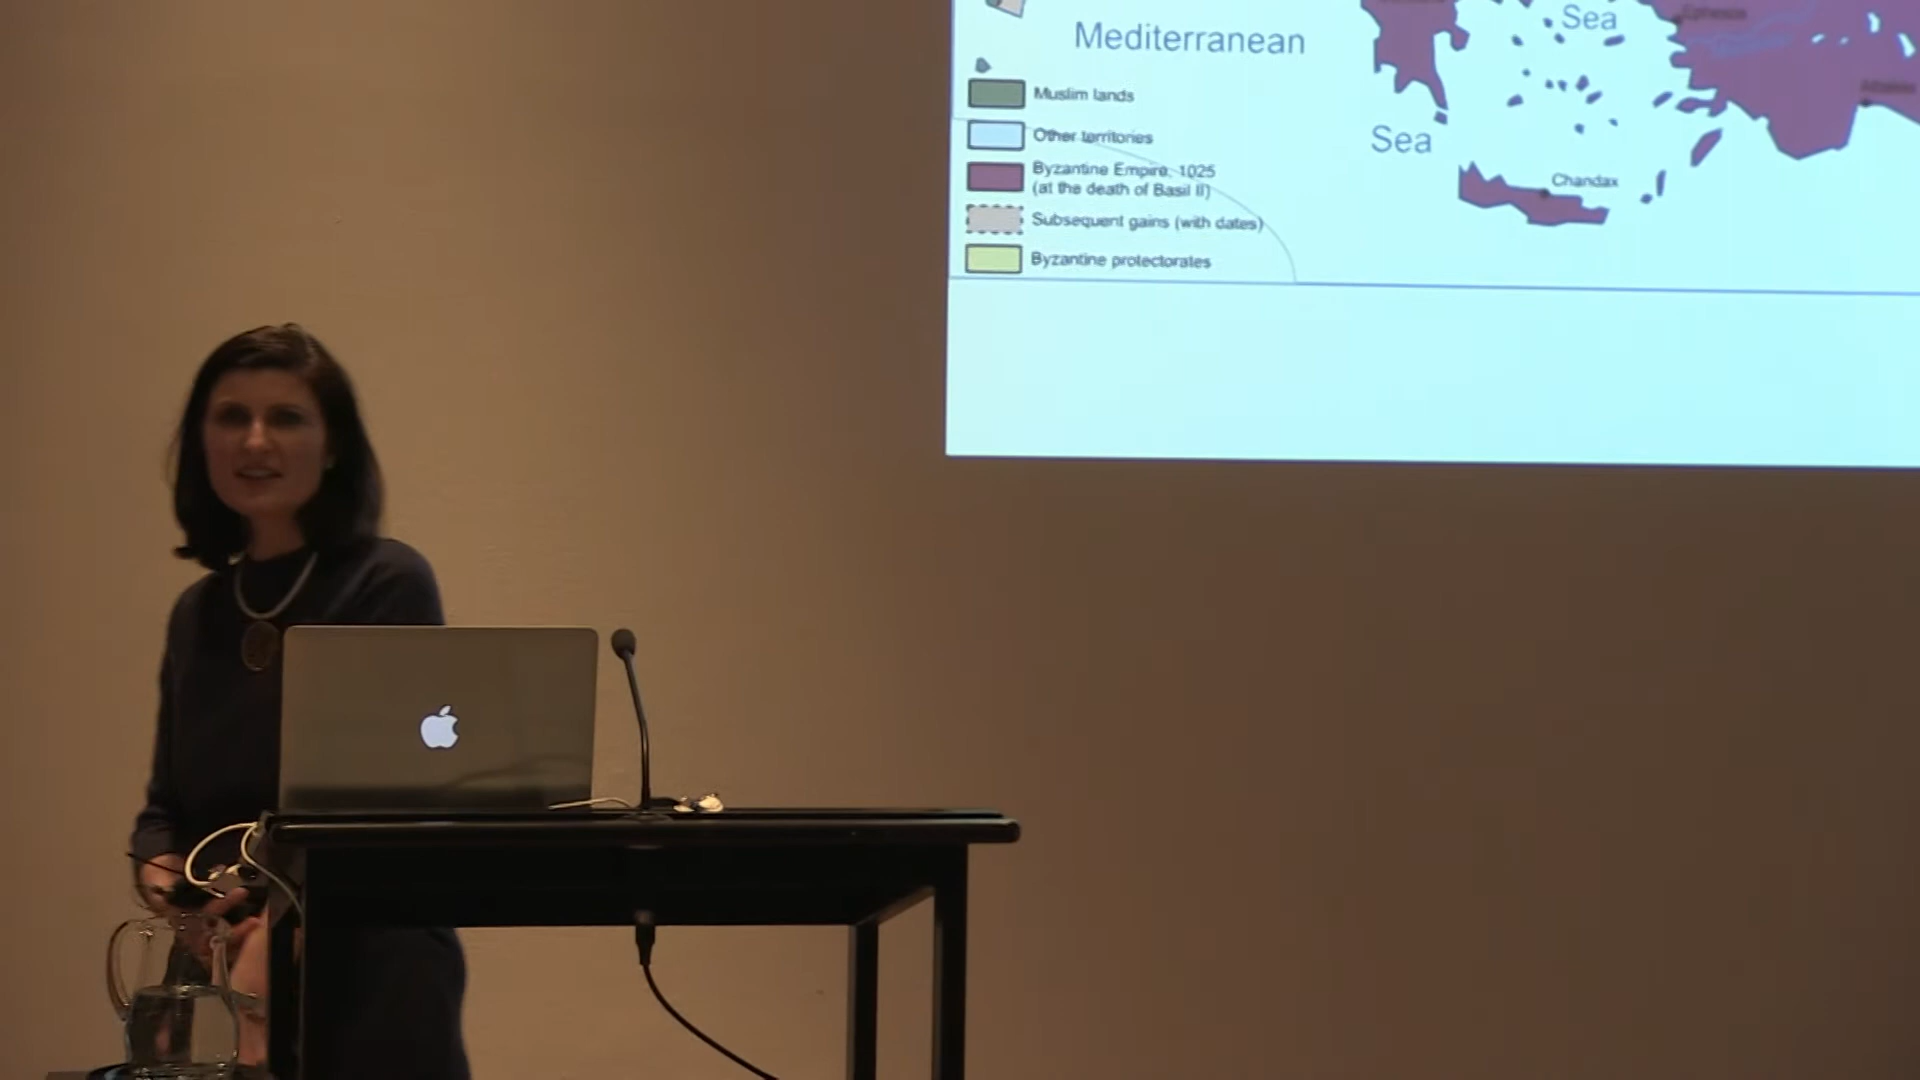 Sea
Ephesos
Mediterranean
Muslim lands
Sea
Other territories
Byzantine Empire, 1025
(at the death of Basil II)
Chandax
Subsequent gains (with dates)
Byzantine protectorates